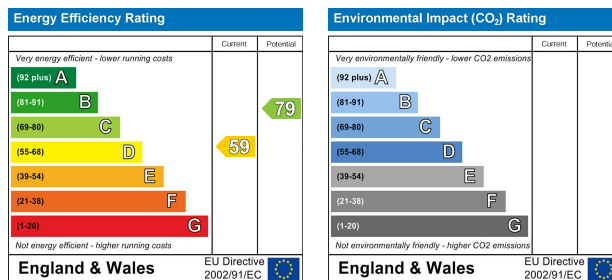 Energy Efficiency Rating
Current Potential
Very energy efficient - lower running costs
(92 plus) A
(81-91) B
(69-80) C
(55-68) D
(39-54) E
(21-38) F
(1-20) G
59
79
Not energy efficient - higher running costs
England & Wales
EU Directive
2002/91/EC
Environmental Impact (CO₂) Rating
Current Potentia
Very environmentally friendly - lower CO2 emissions
(92 plus) A
(81-91) B
(69-80) C
(55-68) D
(39-54) E
(21-38) F
(1-20) G
Not environmentally friendly - higher CO2 emissions
England & Wales
EU Directive
2002/91/EC